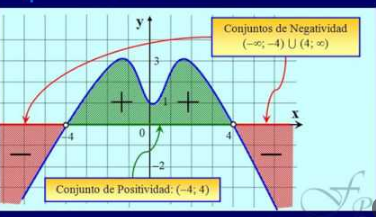 y
Conjuntos de Negatividad
(−∞; −4) ∪ (4; ∞)
3
+ 1 +
x
-4 0 4
− −
−2
Conjunto de Positividad: (−4; 4)